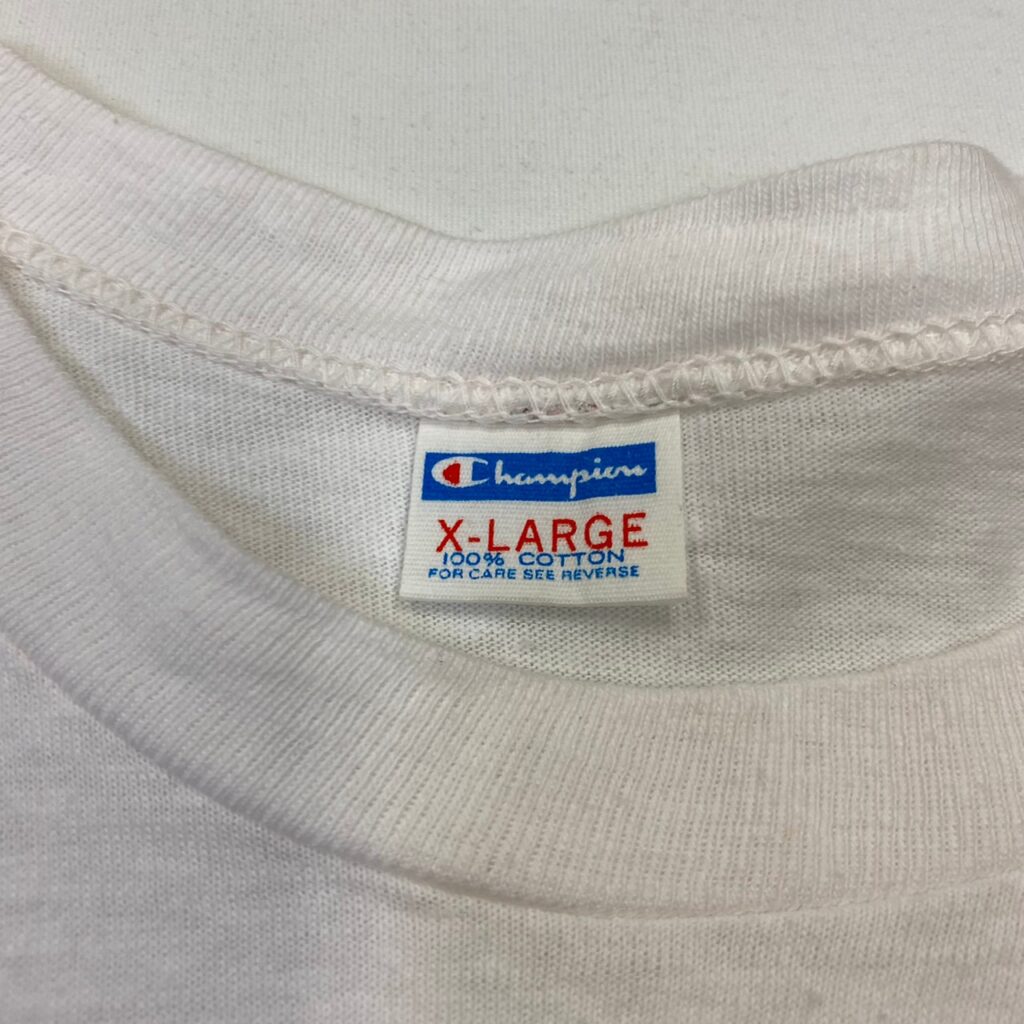 Champion
X-LARGE
100% COTTON
FOR CARE SEE REVERSE